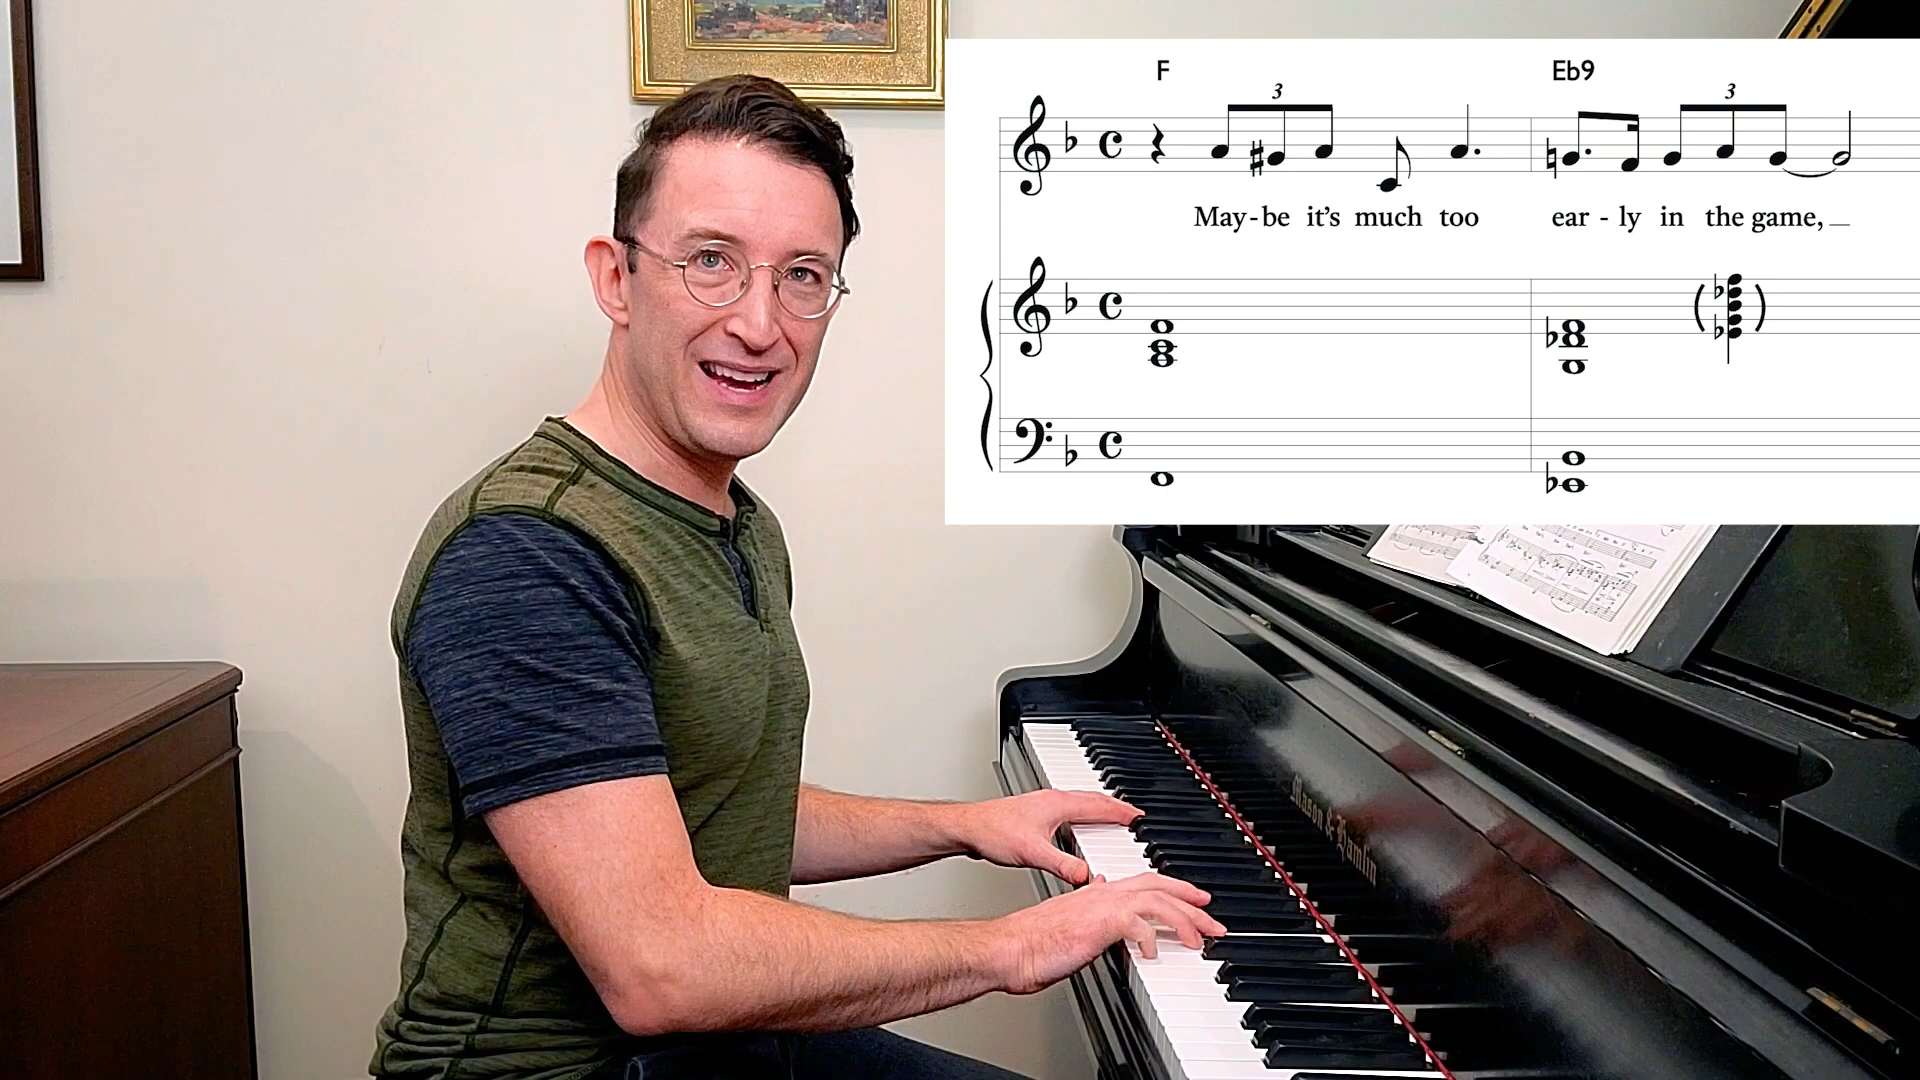 F Eb9
3 3
May-be it's much too ear - ly in the game,
Mason & Hamlin